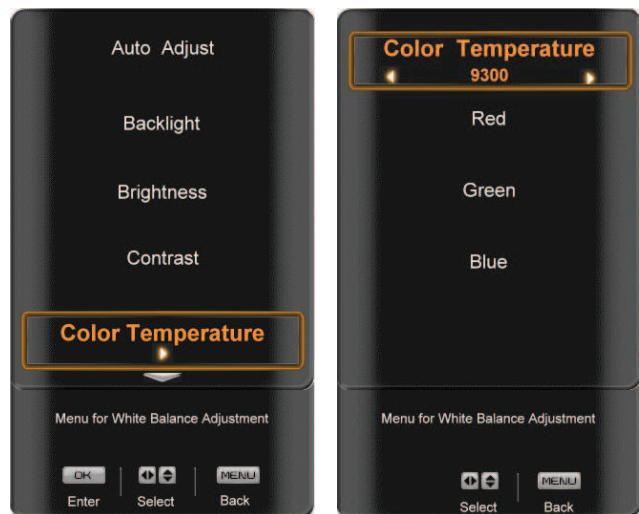 Auto Adjust
Backlight
Brightness
Contrast
Color Temperature
Menu for White Balance Adjustment
OK
MENU
Enter
Select
Back
Color Temperature
9300
Red
Green
Blue
Menu for White Balance Adjustment
MENU
Select
Back